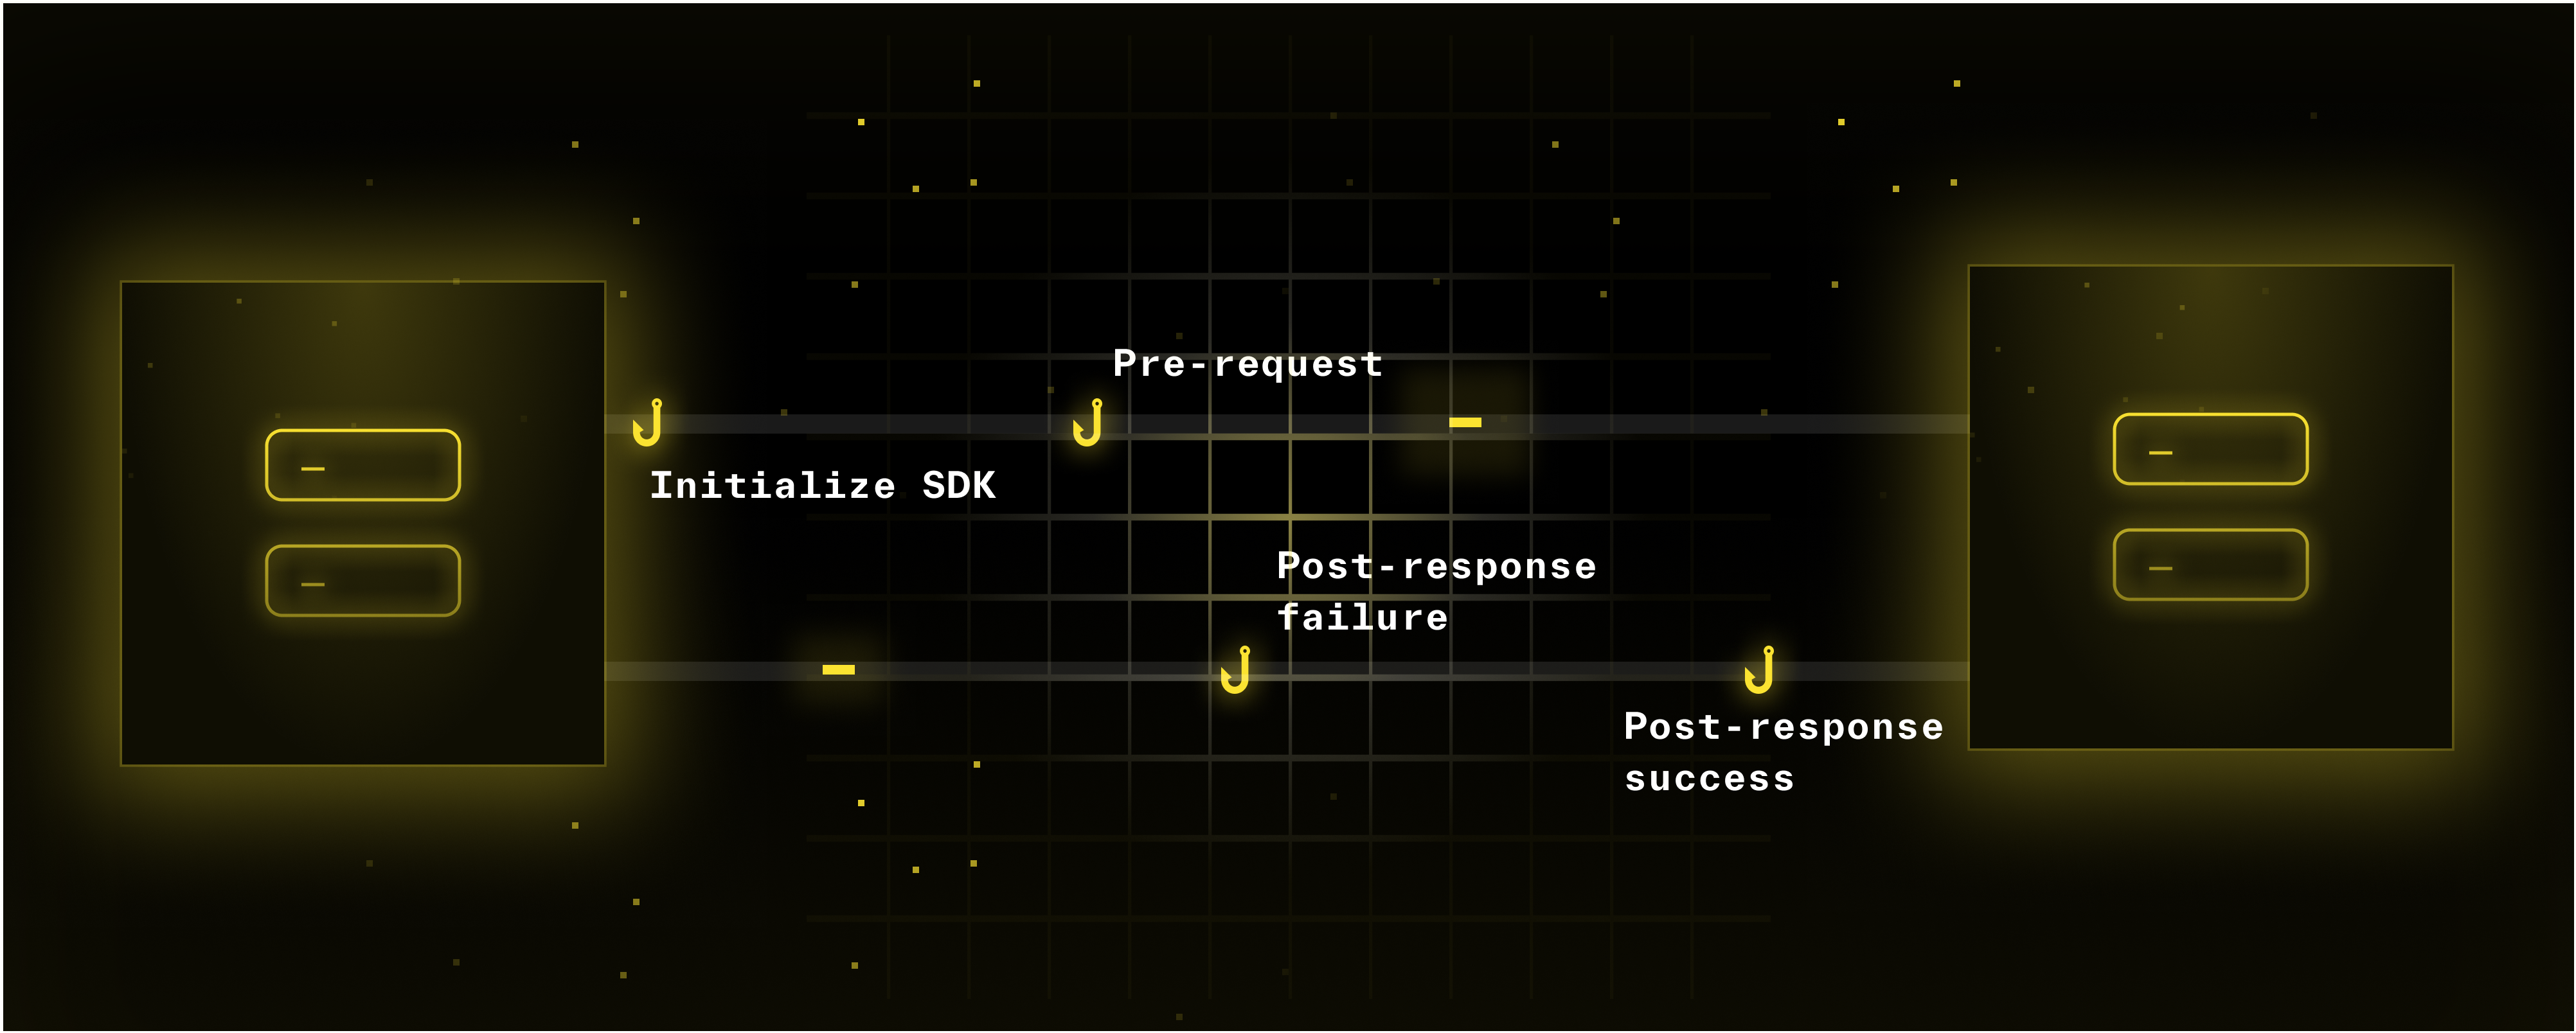 Pre-request
Initialize SDK
Post-response
failure
Post-response
success